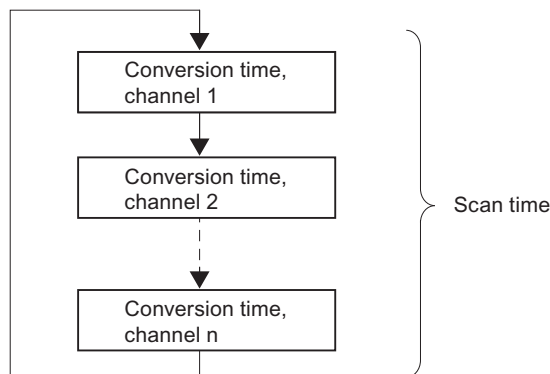 Conversion time,
channel 1
Conversion time,
channel 2
Scan time
Conversion time,
channel n